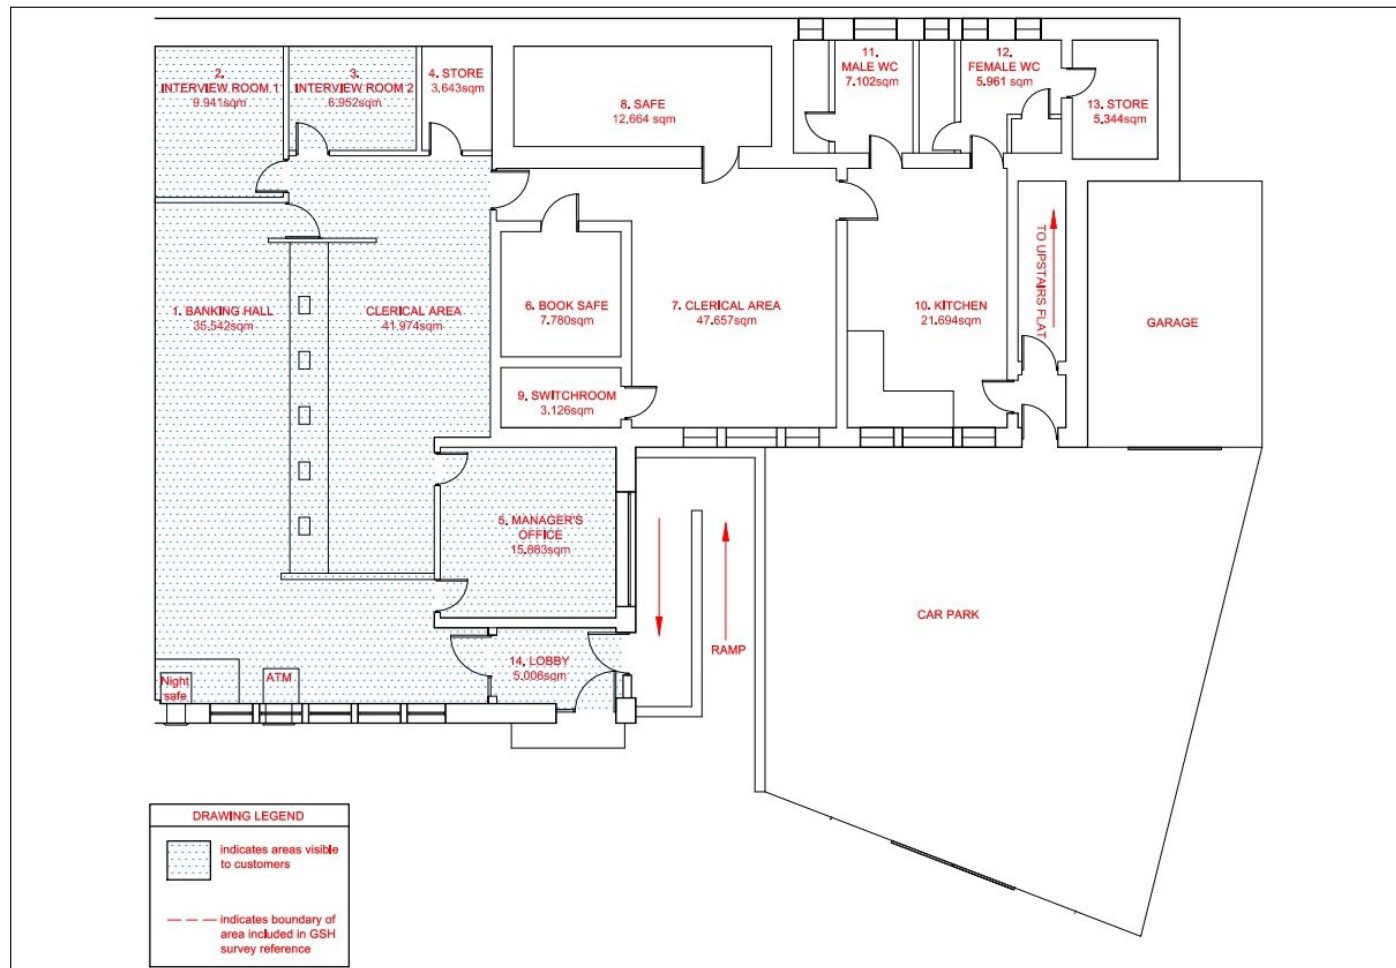 2.
INTERVIEW ROOM 1
9.941sqm
3.
INTERVIEW ROOM 2
6.952sqm
4. STORE
3.643sqm
8. SAFE
12.664 sqm
11.
MALE WC
7.102sqm
12.
FEMALE WC
5.961 sqm
13. STORE
5.344sqm
1. BANKING HALL
35.542sqm
CLERICAL AREA
41.974sqm
6. BOOK SAFE
7.780sqm
7. CLERICAL AREA
47.657sqm
10. KITCHEN
21.694sqm
TO UPSTAIRS FLAT
GARAGE
9. SWITCHROOM
3.126sqm
5. MANAGER'S
OFFICE
15.883sqm
CAR PARK
RAMP
14. LOBBY
5.006sqm
Night
safe
ATM
DRAWING LEGEND
indicates areas visible
to customers
indicates boundary of
area included in GSH
survey reference